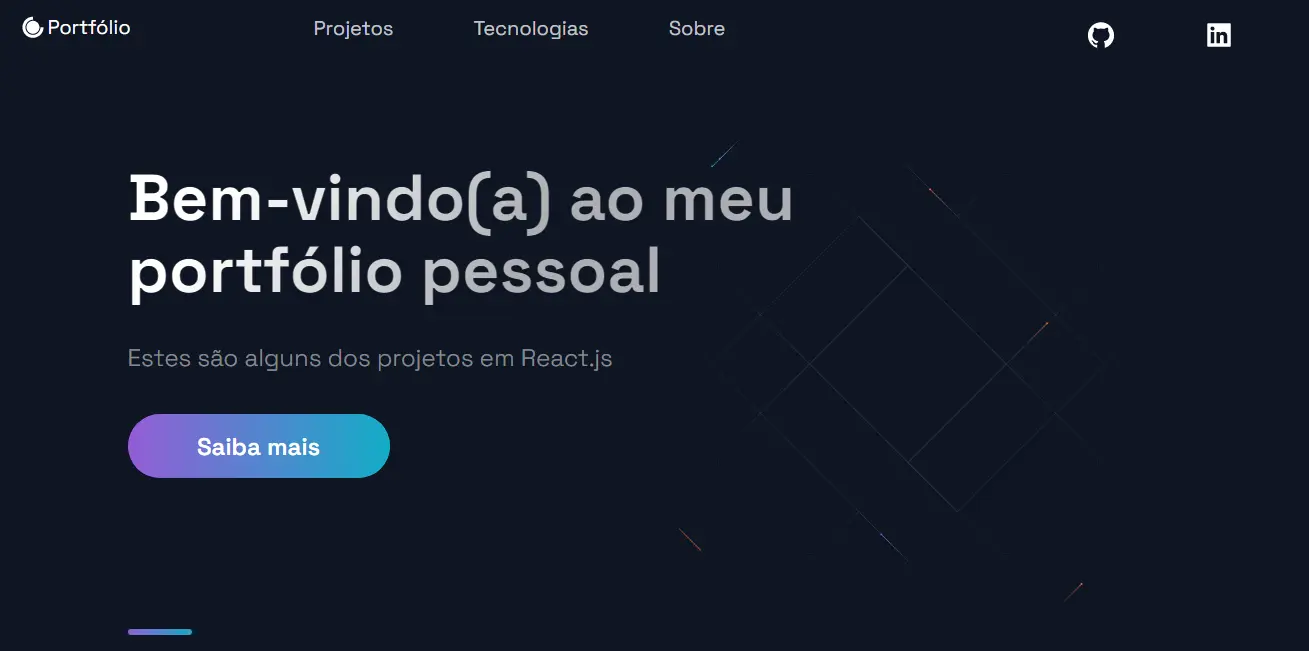 Portfólio
Projetos
Tecnologias
Sobre
in
Bem-vindo(a) ao meu
portfólio pessoal
Estes são alguns dos projetos em React.js
Saiba mais